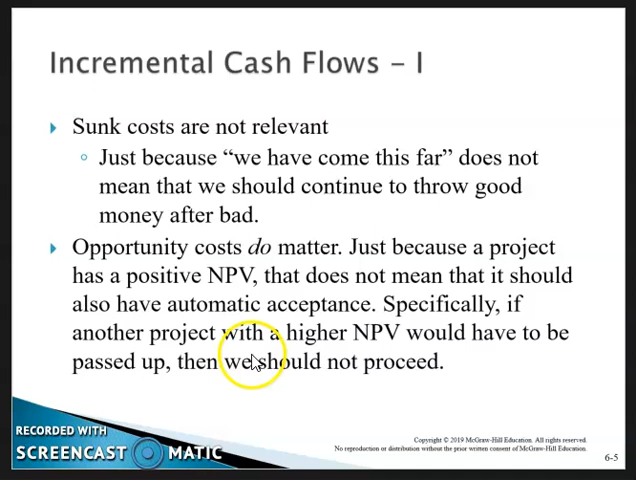 Incremental Cash Flows – I
Sunk costs are not relevant
Just because “we have come this far” does not
mean that we should continue to throw good
money after bad.
Opportunity costs do matter. Just because a project
has a positive NPV, that does not mean that it should
also have automatic acceptance. Specifically, if
another project with a higher NPV would have to be
passed up, then we should not proceed.
RECORDED WITH
SCREENCAST MATIC
Copyright © 2019 McGraw-Hill Education. All rights reserved.
No reproduction or distribution without the prior written consent of McGraw-Hill Education.
6-5